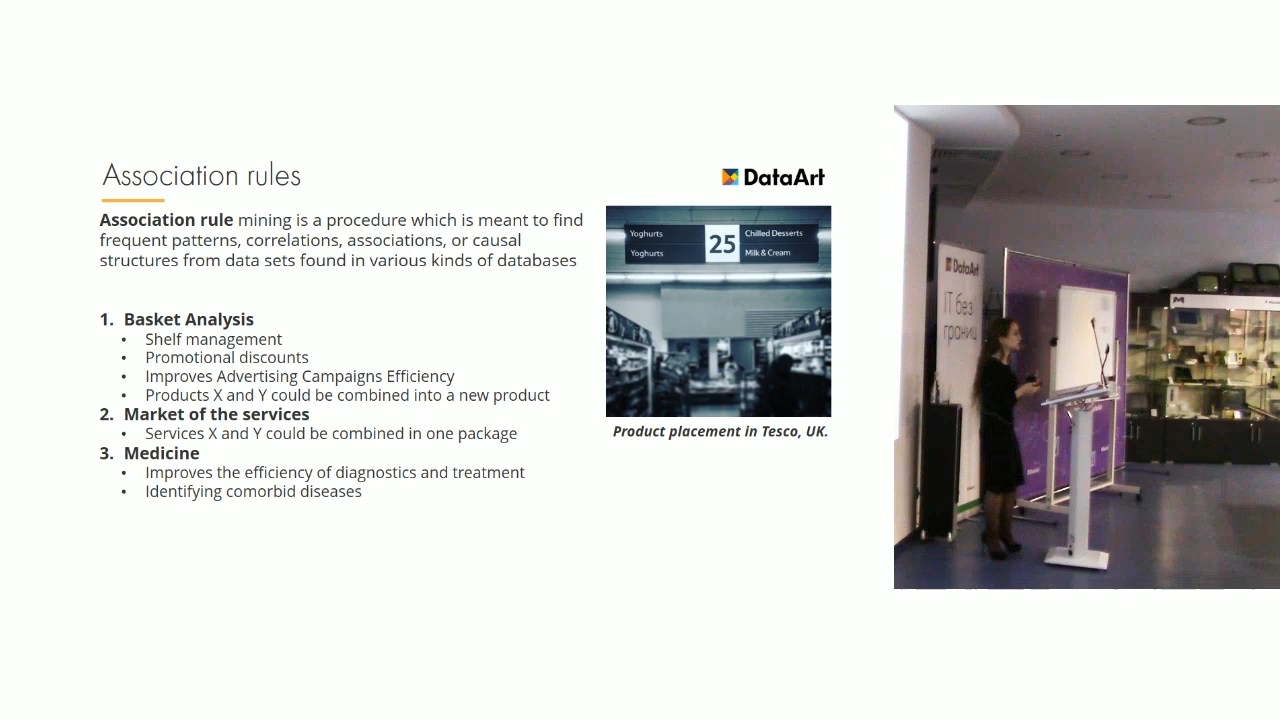 Association rules
DataArt
Association rule mining is a procedure which is meant to find
frequent patterns, correlations, associations, or causal
structures from data sets found in various kinds of databases
1. Basket Analysis
• Shelf management
• Promotional discounts
• Improves Advertising Campaigns Efficiency
• Products X and Y could be combined into a new product
2. Market of the services
• Services X and Y could be combined in one package
3. Medicine
• Improves the efficiency of diagnostics and treatment
• Identifying comorbid diseases
Yoghurts
Yoghurts
25
Chilled Desserts
Milk & Cream
Product placement in Tesco, UK.
DataArt
IT без
границ